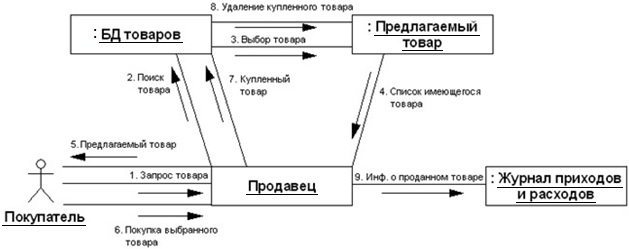 8. Удаление купленного товара
: БД товаров
3. Выбор товара
: Предлагаемый
товар
2. Поиск
товара
7. Купленный
товар
4. Список имеющегося
товара
5.Предлагаемый товар
1. Запрос товара
Продавец
9. Инф. о проданном товаре
: Журнал приходов
и расходов
Покупатель
6. Покупка выбранного
товара